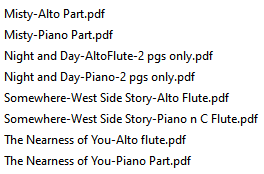 Misty-Alto Part.pdf
Misty-Piano Part.pdf
Night and Day-AltoFlute-2 pgs only.pdf
Night and Day-Piano-2 pgs only.pdf
Somewhere-West Side Story-Alto Flute.pdf
Somewhere-West Side Story-Piano n C Flute.pdf
The Nearness of You-Alto flute.pdf
The Nearness of You-Piano Part.pdf